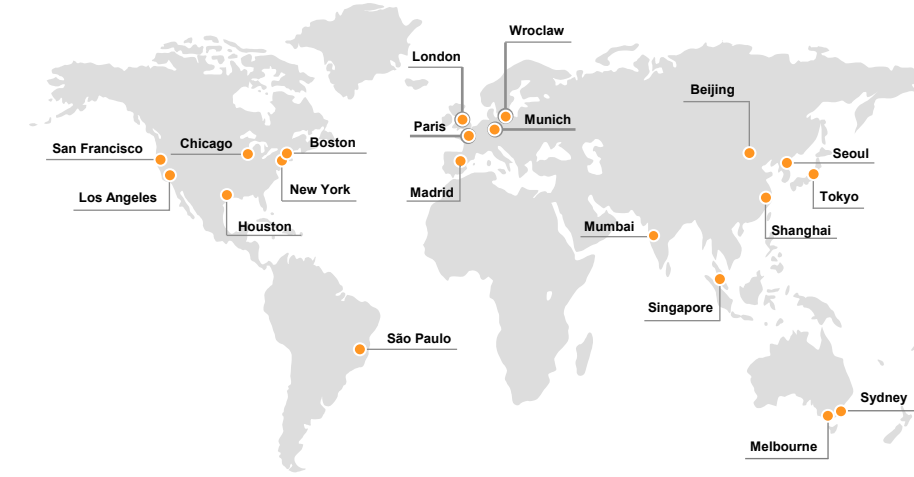 Wroclaw
London
Beijing
Munich
Paris
Boston
Chicago
San Francisco
Seoul
New York
Madrid
Los Angeles
Tokyo
Houston
Mumbai
Shanghai
Singapore
São Paulo
Sydney
Melbourne